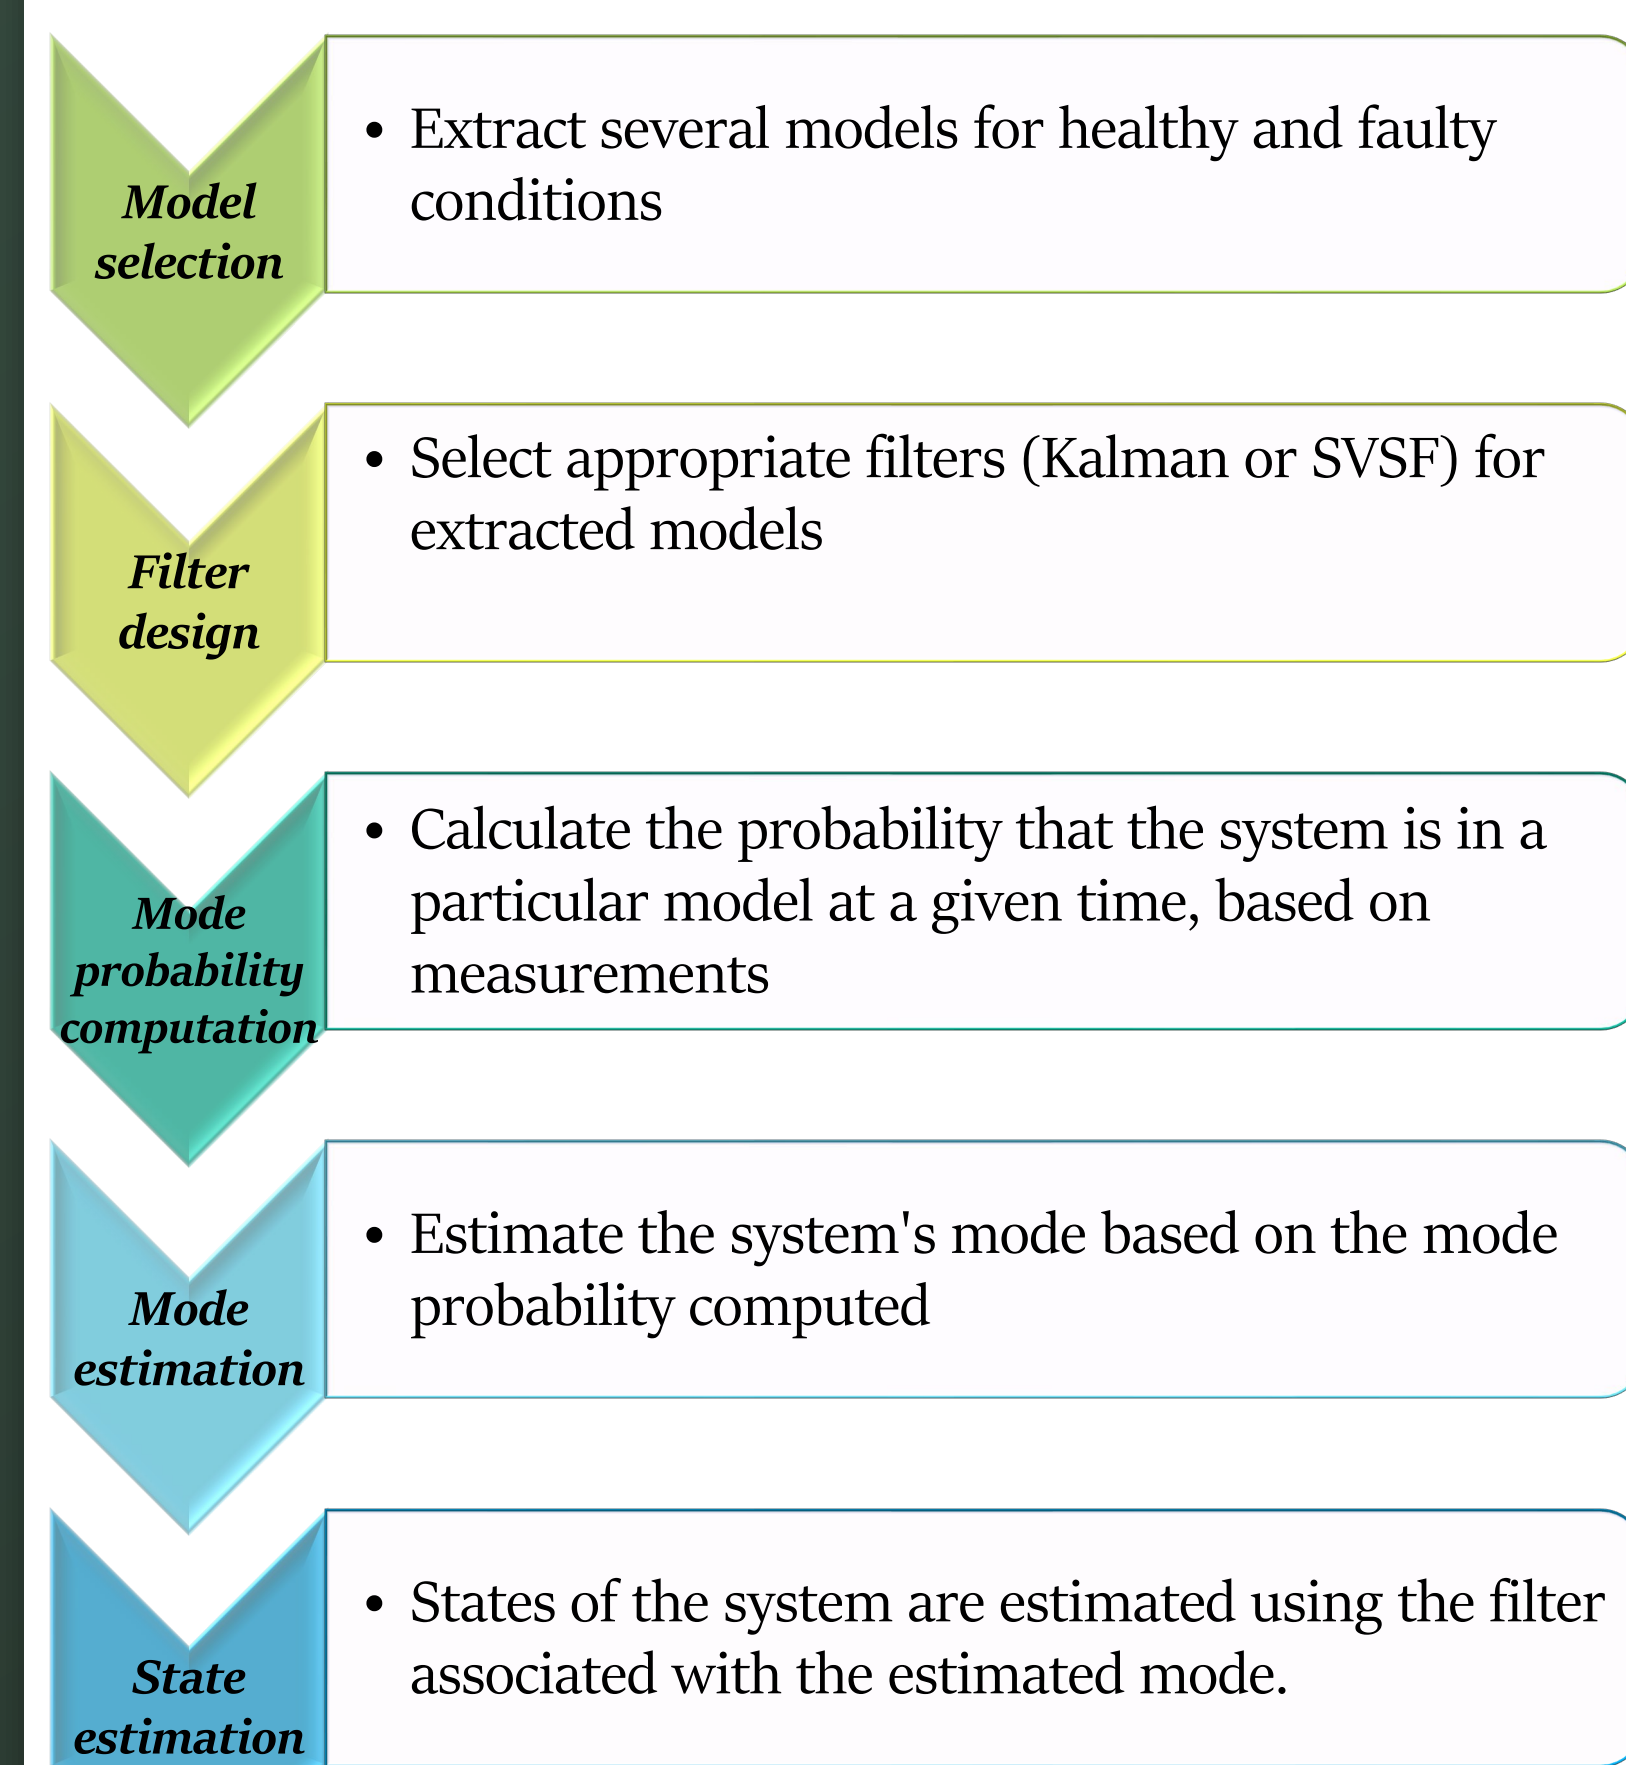 Model
selection
• Extract several models for healthy and faulty
conditions
Filter
design
• Select appropriate filters (Kalman or SVSF) for
extracted models
Mode
probability
computation
• Calculate the probability that the system is in a
particular model at a given time, based on
measurements
Mode
estimation
• Estimate the system's mode based on the mode
probability computed
State
estimation
• States of the system are estimated using the filter
associated with the estimated mode.